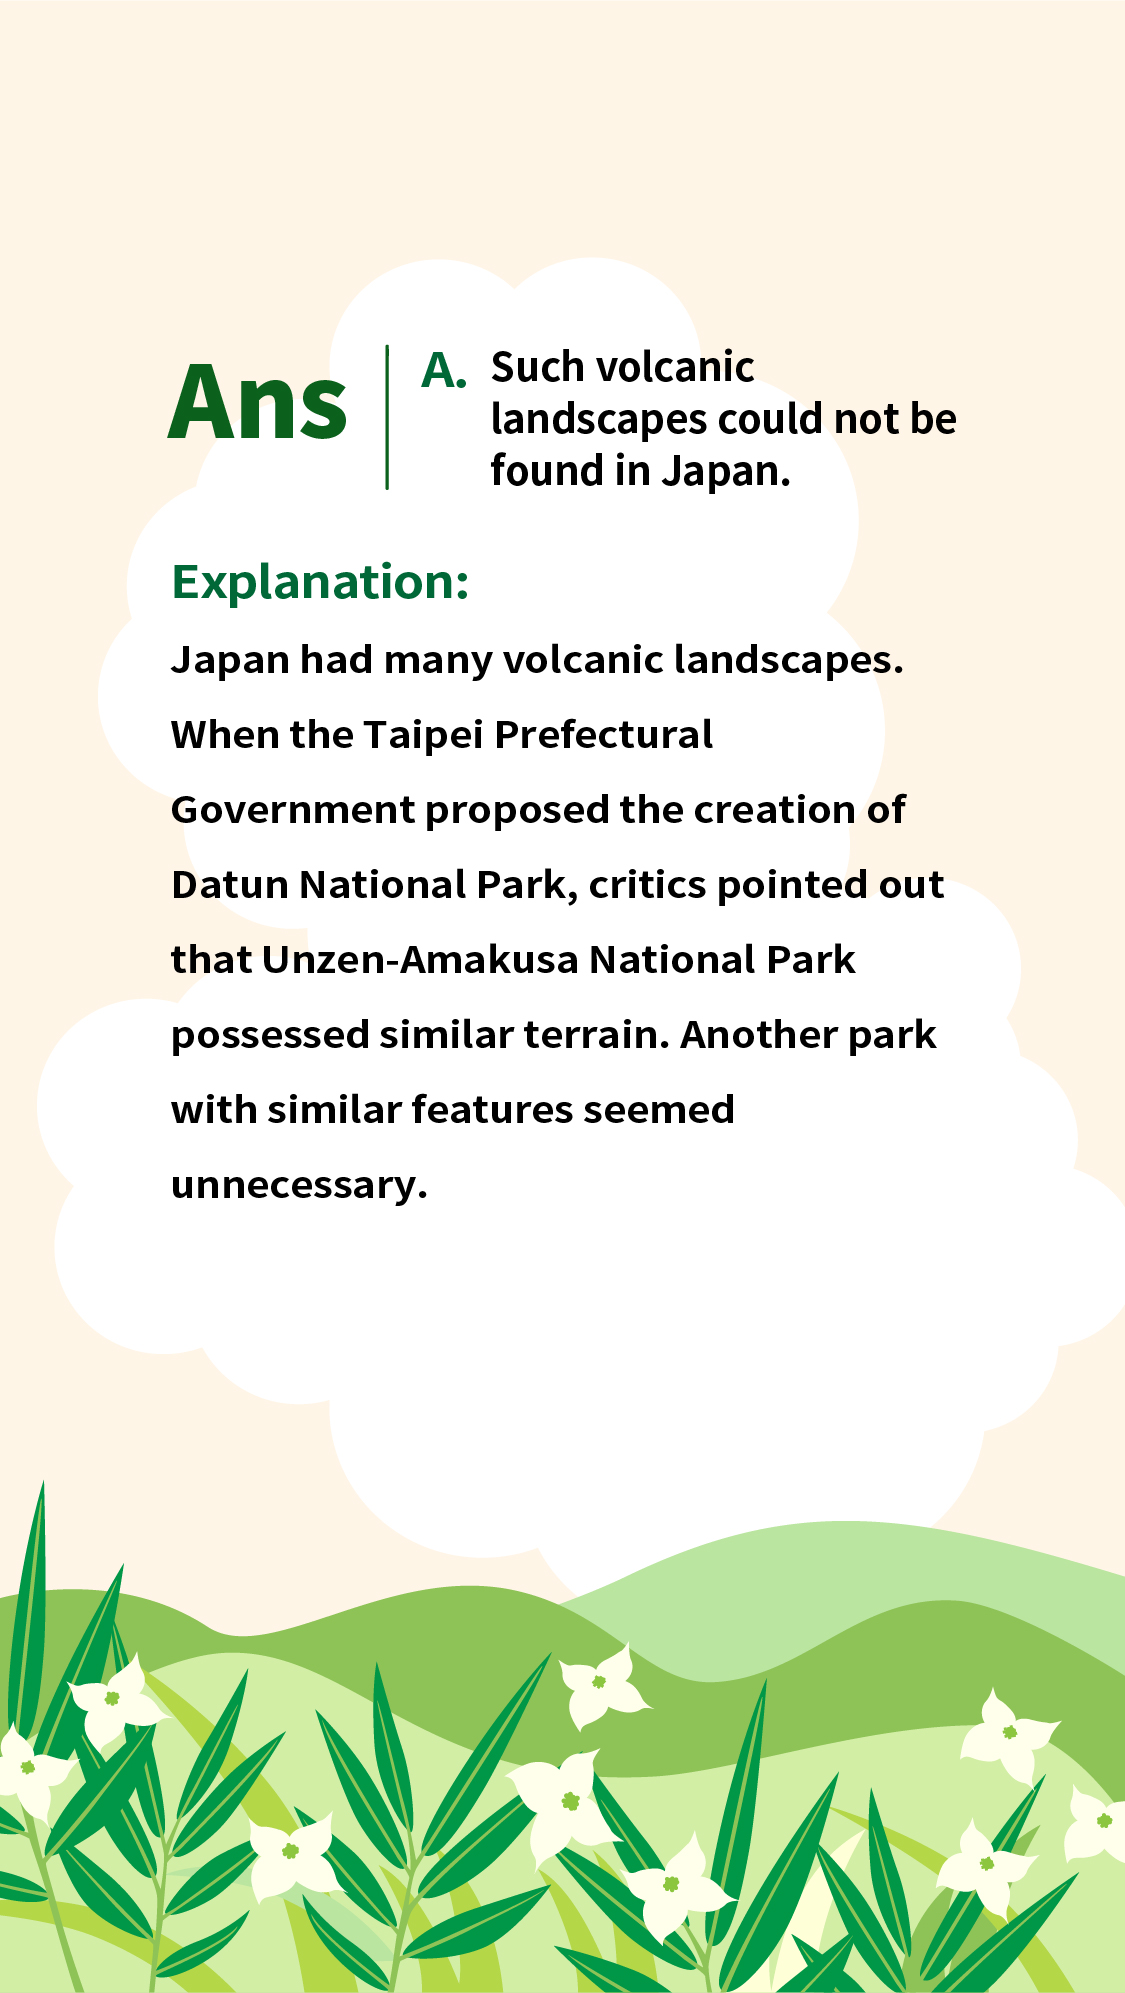 Ans
A. Such volcanic
landscapes could not be
found in Japan.
Explanation:
Japan had many volcanic landscapes.
When the Taipei Prefectural
Government proposed the creation of
Datun National Park, critics pointed out
that Unzen-Amakusa National Park
possessed similar terrain. Another park
with similar features seemed
unnecessary.